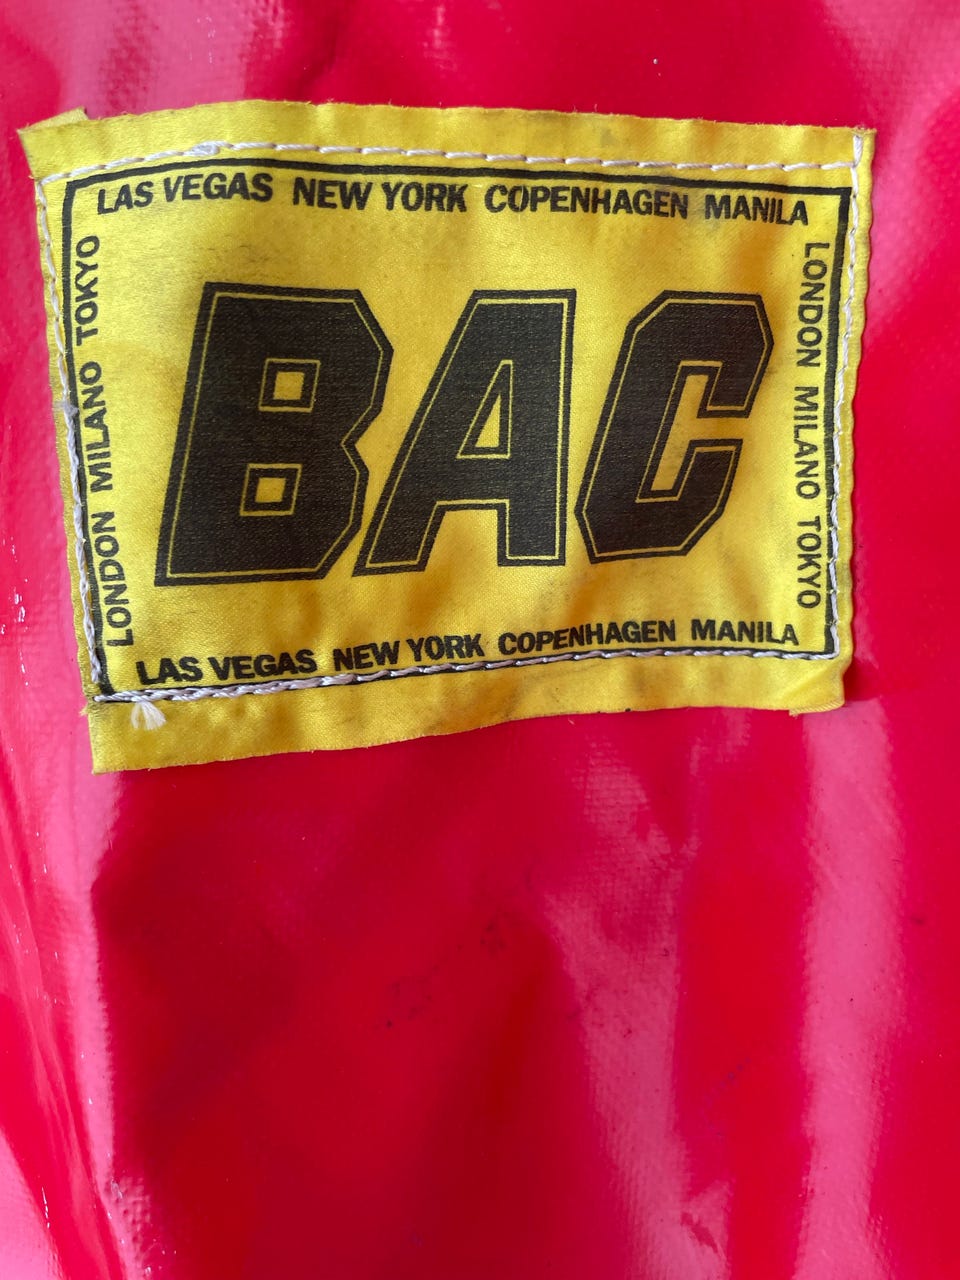 LAS VEGAS NEW YORK COPENHAGEN MANILA
LONDON MILANO TOKYO
BAC
LONDON MILANO TOKYO
LAS VEGAS NEW YORK COPENHAGEN MANILA